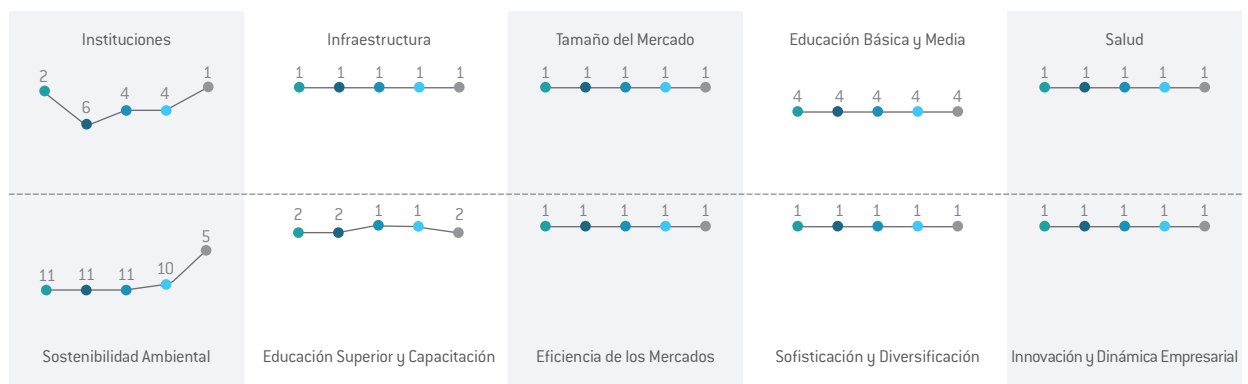 Instituciones
2 6 4 4 1
Infraestructura
1 1 1 1 1
Tamaño del Mercado
1 1 1 1 1
Educación Básica y Media
4 4 4 4 4
Salud
1 1 1 1 1
11 11 11 10 5
Sostenibilidad Ambiental
2 2 1 1 2
Educación Superior y Capacitación
1 1 1 1 1
Eficiencia de los Mercados
1 1 1 1 1
Sofisticación y Diversificación
1 1 1 1 1
Innovación y Dinámica Empresarial